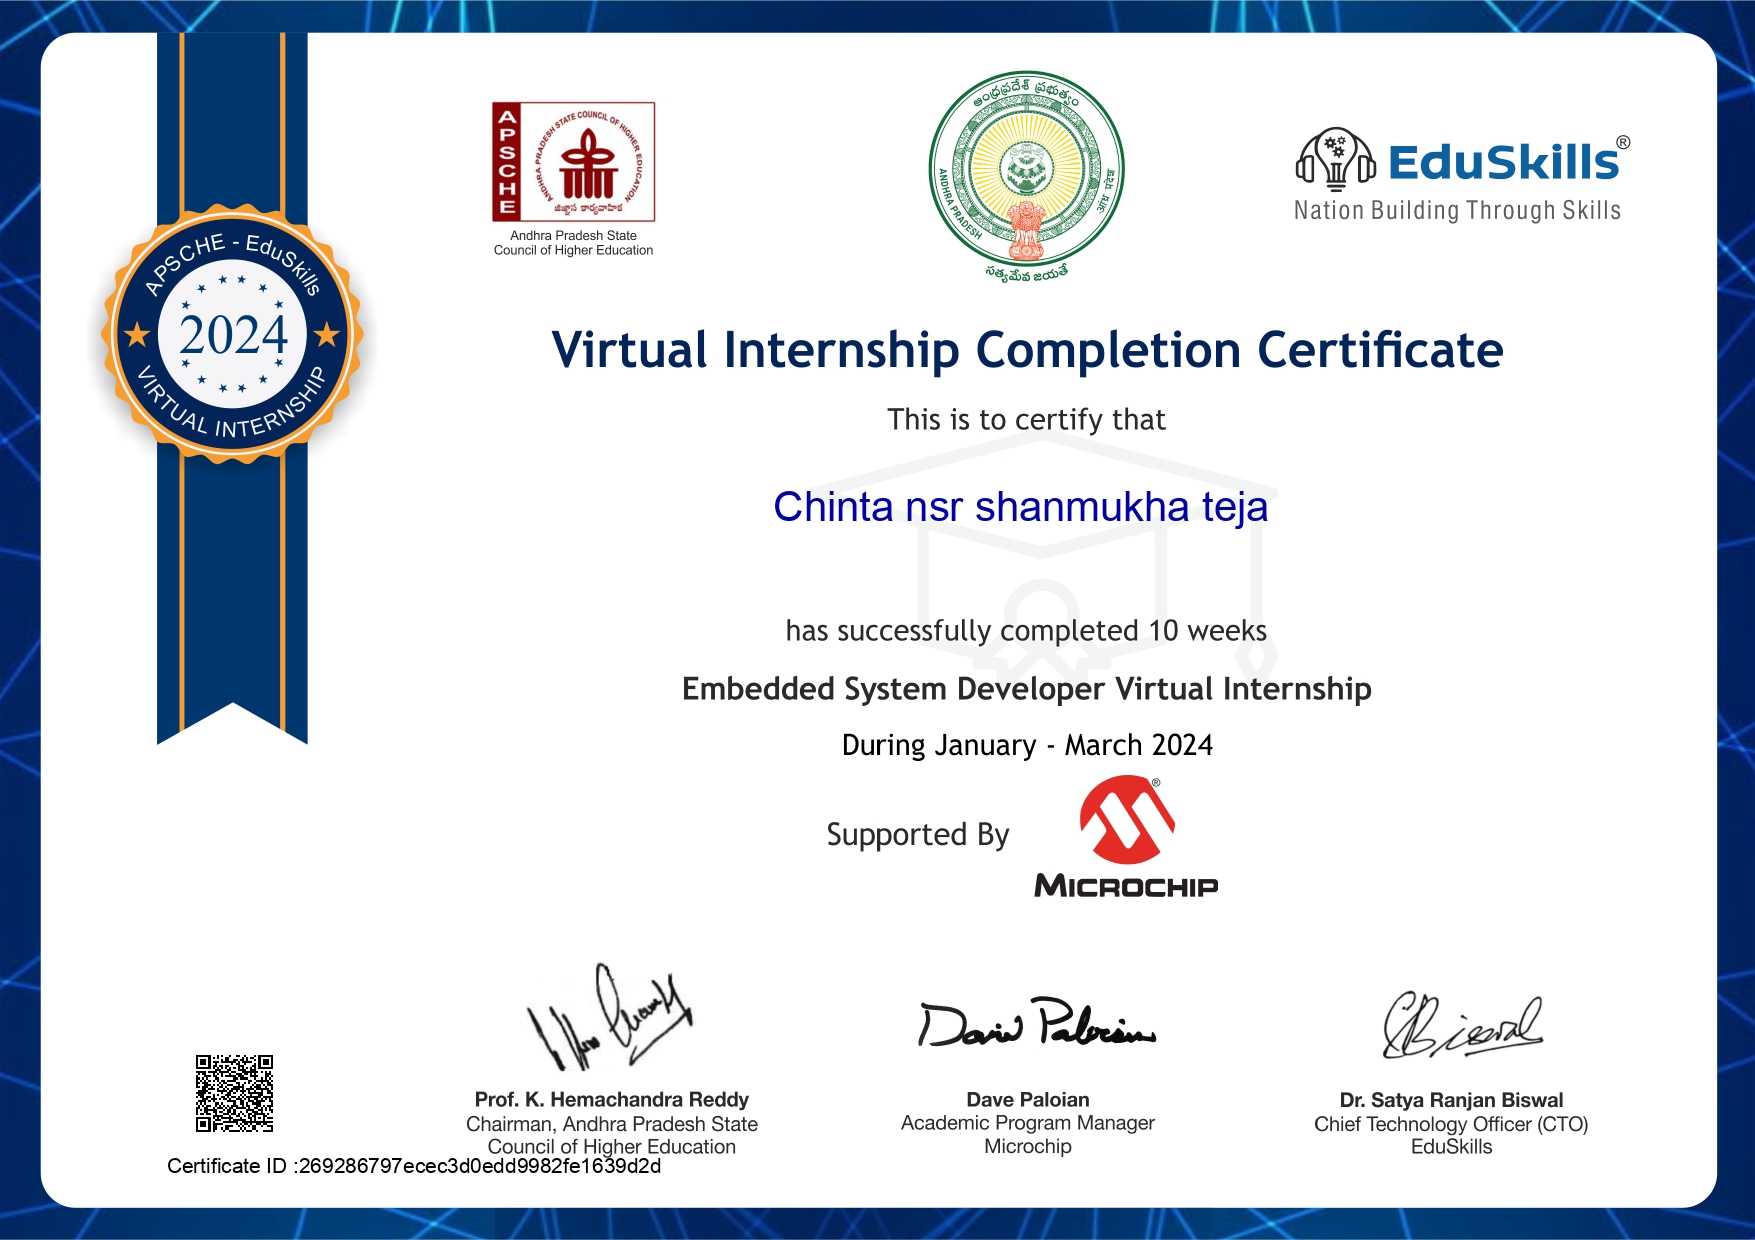 APSCHE
ANDHRA PRADESH STATE COUNCIL OF HIGHER EDUCATION
జిజ్ఞాస కార్యవాహిక
Andhra Pradesh State
Council of Higher Education
ఆంధ్రప్రదేశ్ ప్రభుత్వం
ANDHRA PRADESH
आंध्र प्रदेश
సత్యమేవ జయతే
EduSkills®
Nation Building Through Skills
APSCHE - EduSkills
2024
VIRTUAL INTERNSHIP
Virtual Internship Completion Certificate
This is to certify that
Chinta nsr shanmukha teja
has successfully completed 10 weeks
Embedded System Developer Virtual Internship
During January - March 2024
Supported By
®
MICROCHIP
Prof. K. Hemachandra Reddy
Chairman, Andhra Pradesh State
Council of Higher Education
Dave Paloian
Academic Program Manager
Microchip
Dr. Satya Ranjan Biswal
Chief Technology Officer (CTO)
EduSkills
Certificate ID :269286797ecec3d0edd9982fe1639d2d